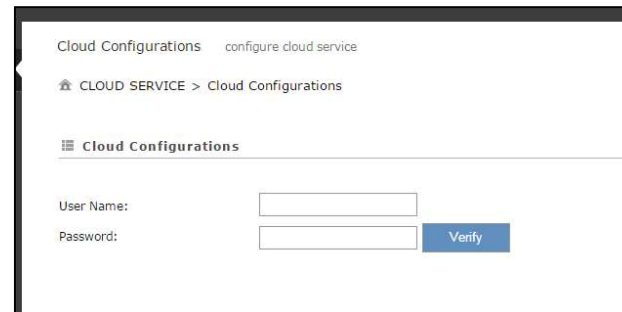 Cloud Configurations configure cloud service
CLOUD SERVICE > Cloud Configurations
Cloud Configurations
User Name:
Password: Verify